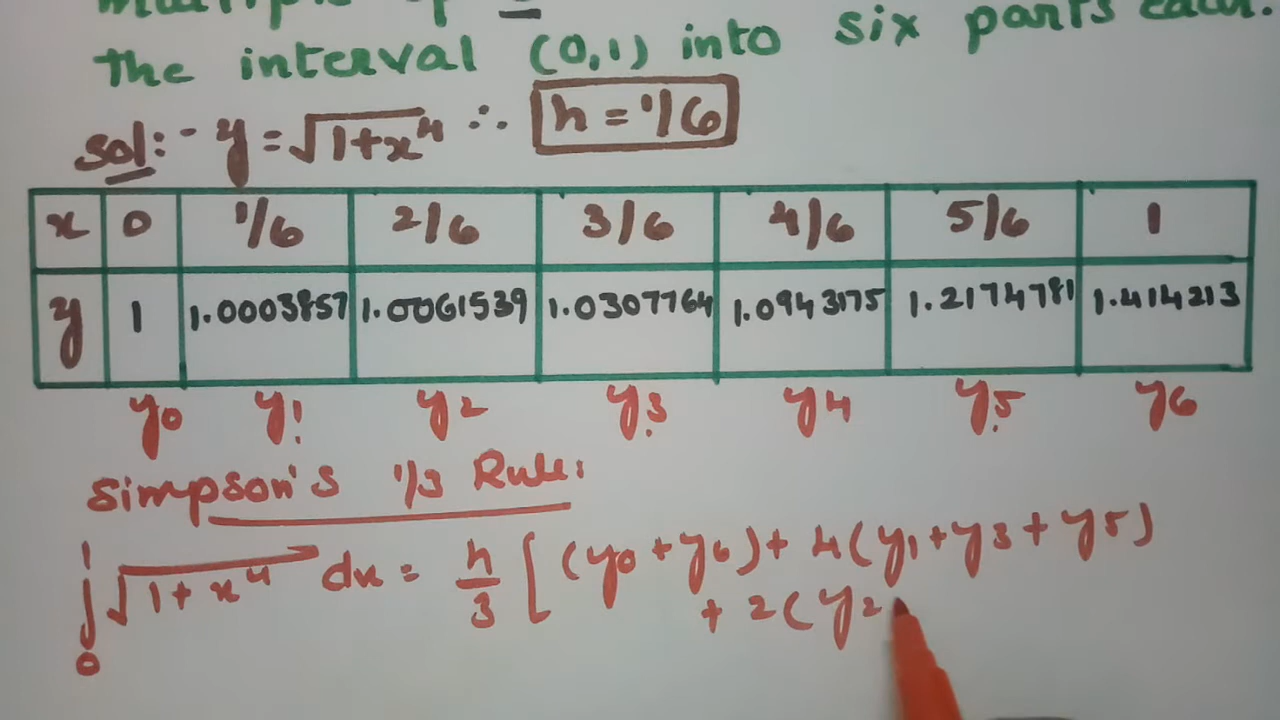 multiple of 3
the interval (0,1) into six parts each.
Sol:- y = √1+x⁴ ∴ h = 1/6
x 0 1/6 2/6 3/6 4/6 5/6 1
y 1 1.0003857 1.0061539 1.0307764 1.0943175 1.2174781 1.414213
y0 y1 y2 y3 y4 y5 y6
Simpson's 1/3 Rule:
∫₀¹ √1+x⁴ dx = h/3 [(y0 + y6) + 4(y1 + y3 + y5)
+ 2(y2